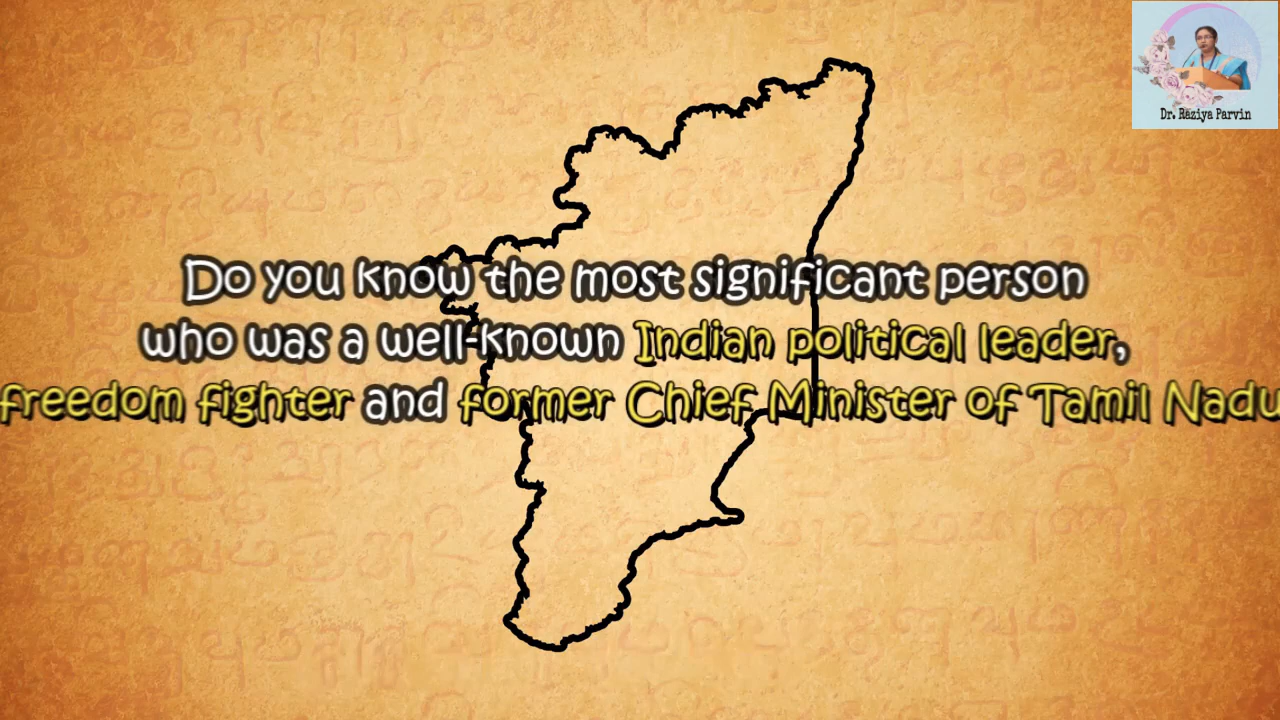 Dr. Raziya Parvin
Do you know the most significant person
who was a well-known Indian political leader,
freedom fighter and former Chief Minister of Tamil Nadu